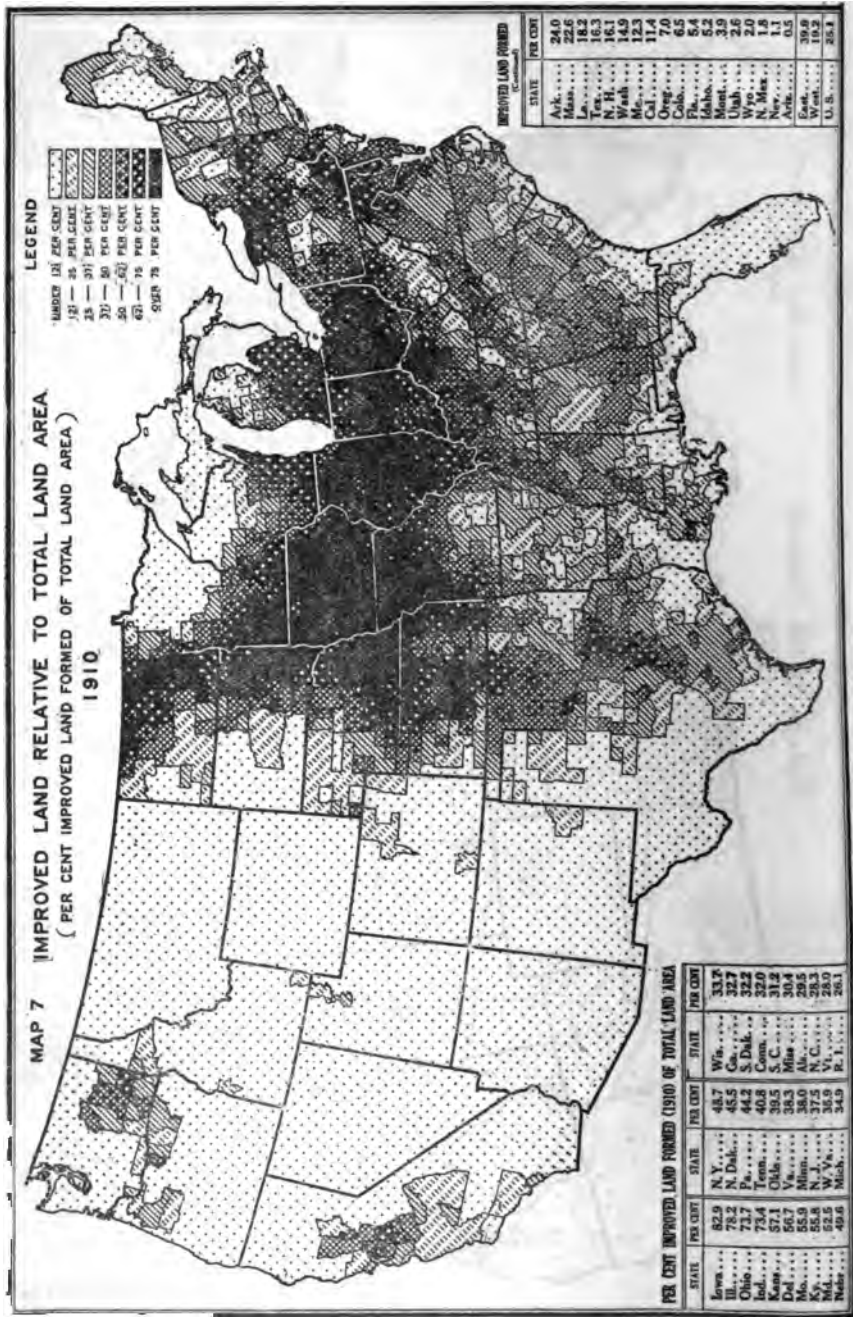 MAP 7 IMPROVED LAND RELATIVE TO TOTAL LAND AREA
( PER CENT IMPROVED LAND FORMED OF TOTAL LAND AREA )
1910
LEGEND
UNDER 12½ PER CENT
12½ — 25 PER CENT
25 — 37½ PER CENT
37½ — 50 PER CENT
50 — 62½ PER CENT
62½ — 75 PER CENT
OVER 75 PER CENT
PER CENT IMPROVED LAND FORMED (1910) OF TOTAL LAND AREA
STATE PER CENT
Iowa.... 82.9
Ill...... 78.2
Ohio.... 73.7
Ind..... 73.4
Kans.... 57.1
Del..... 56.7
Mo..... 55.9
Ky..... 55.8
Md..... 52.5
Nebr.... 49.6
STATE PER CENT
N. Y..... 48.7
N. Dak... 45.5
Pa...... 44.2
Tenn.... 40.8
Okla.... 39.5
Va...... 38.3
Minn.... 38.0
N. J..... 37.5
W. Va... 36.9
Mich.... 34.9
STATE PER CENT
Wis..... 33.7
Ga...... 32.7
S. Dak... 32.2
Conn.... 32.0
S. C..... 31.2
Miss.... 30.4
Ala..... 29.5
N. C..... 28.3
Vt...... 28.0
R. I..... 26.1
IMPROVED LAND FORMED
(Continued)
STATE PER CENT
Ark..... 24.0
Mass.... 22.6
La...... 18.2
Tex..... 16.3
N. H.... 16.1
Wash.... 14.9
Me..... 12.3
Cal..... 11.4
Oreg.... 7.0
Colo.... 6.5
Fla..... 5.4
Idaho... 5.2
Mont.... 3.9
Utah.... 2.6
Wyo.... 2.0
N. Mex.. 1.8
Nev..... 1.1
Ariz.... 0.5
East.... 39.8
West.... 19.2
U. S..... 25.1